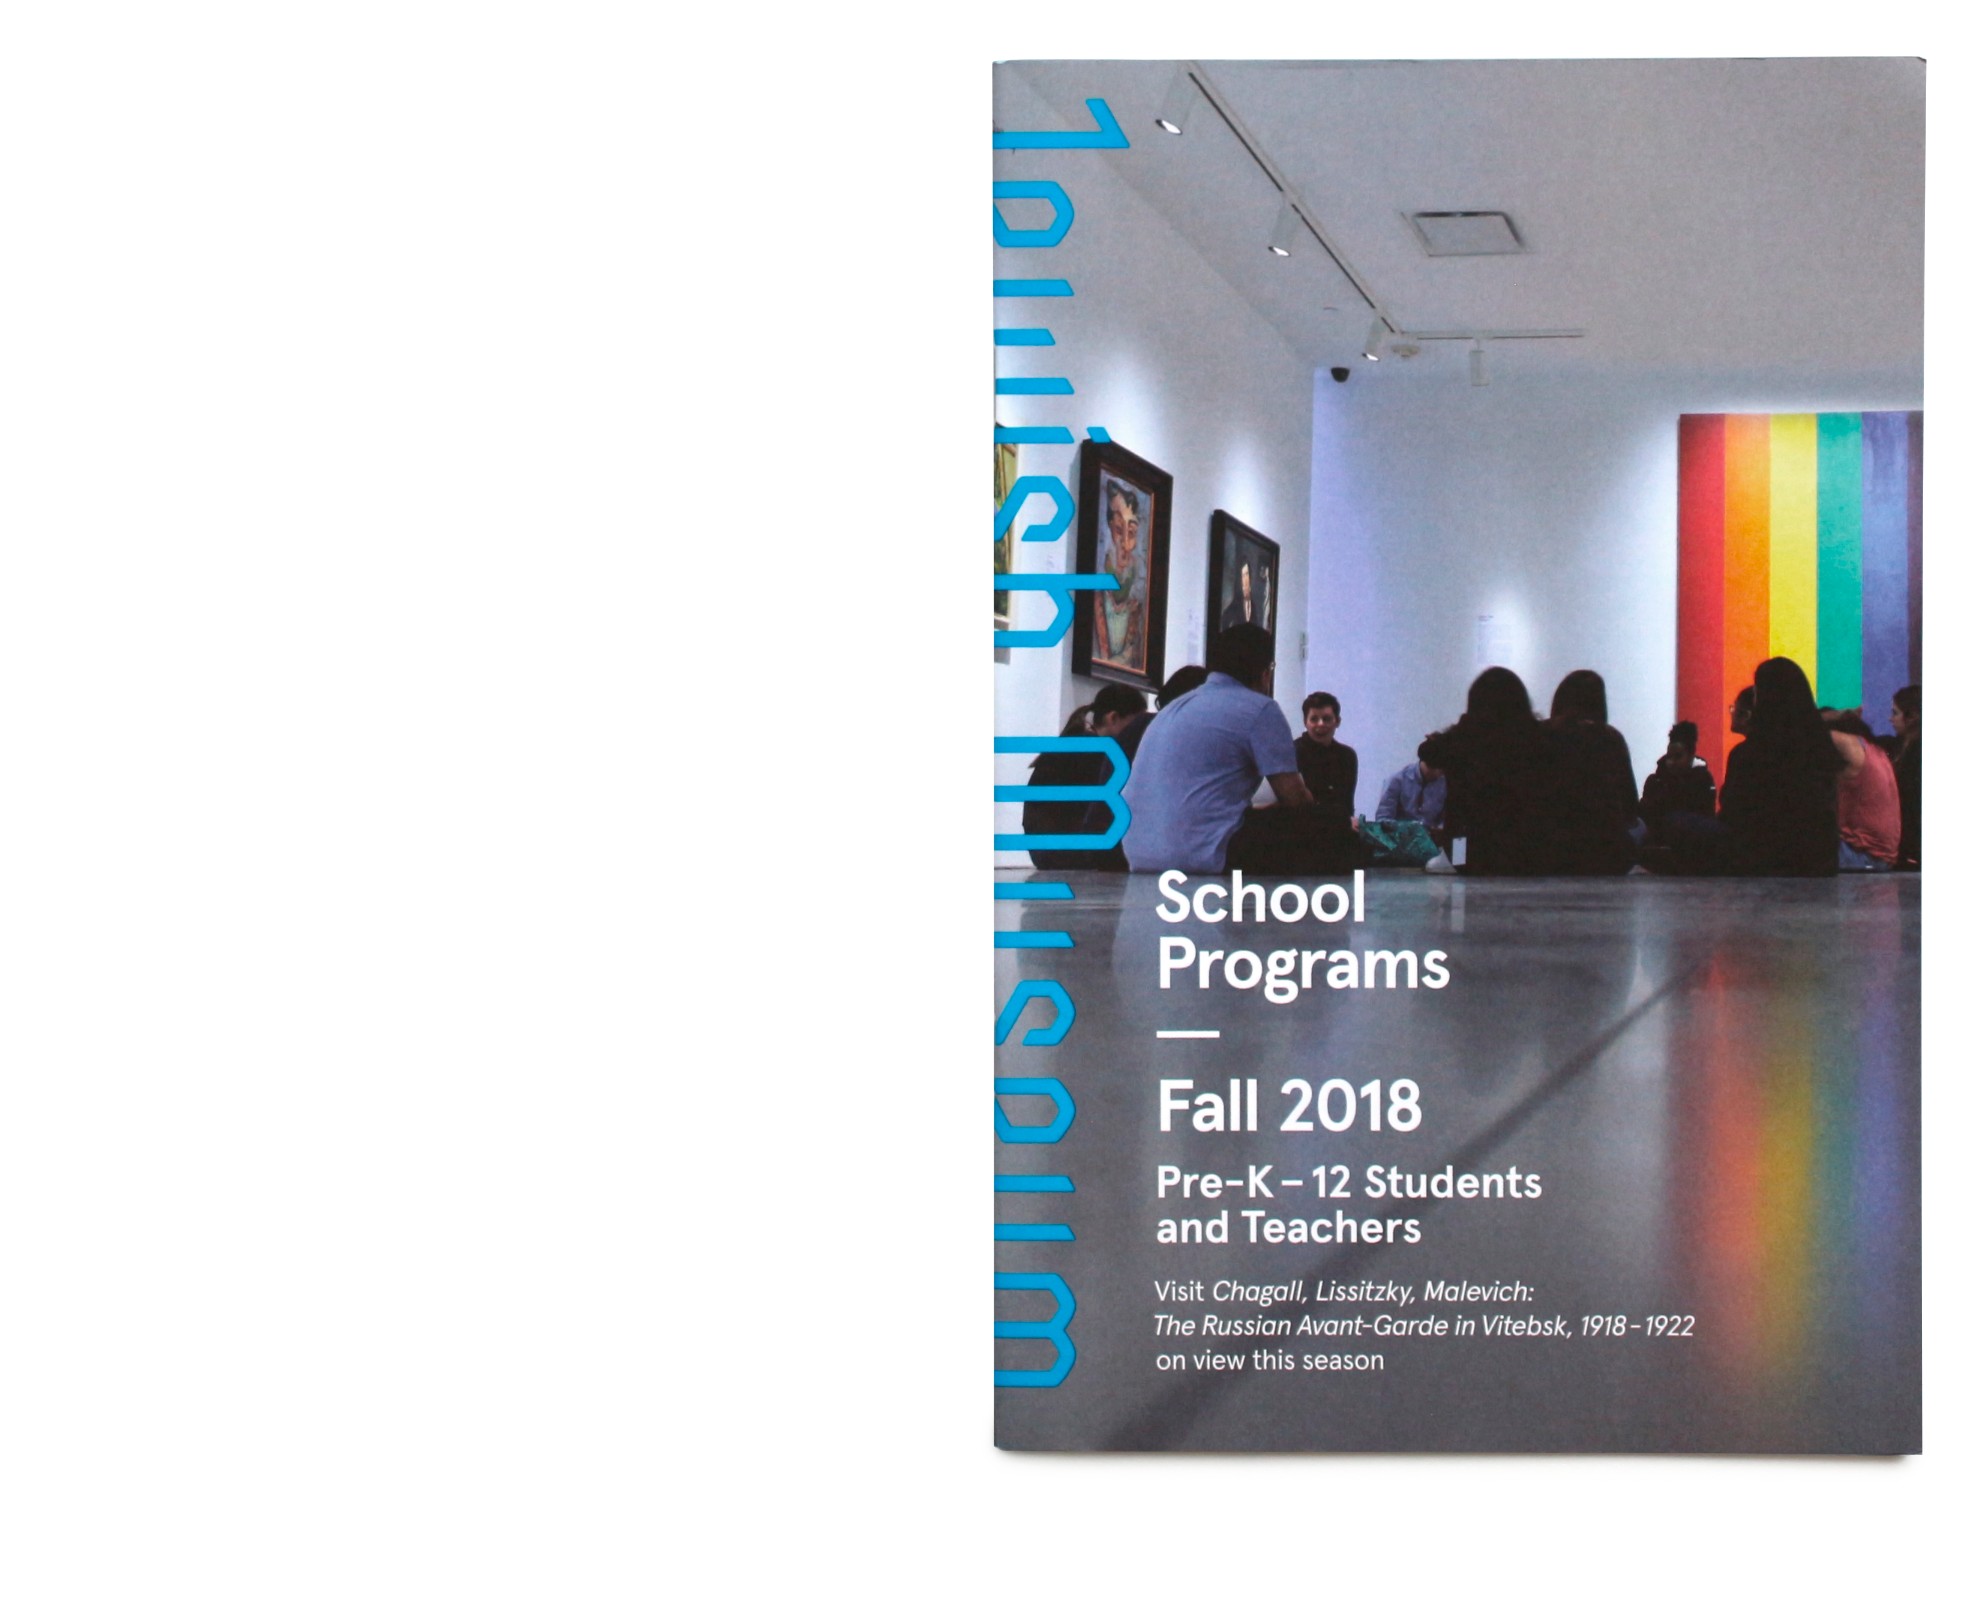 Jewish Museum
School
Programs
Fall 2018
Pre-K – 12 Students
and Teachers
Visit Chagall, Lissitzky, Malevich:
The Russian Avant-Garde in Vitebsk, 1918 – 1922
on view this season